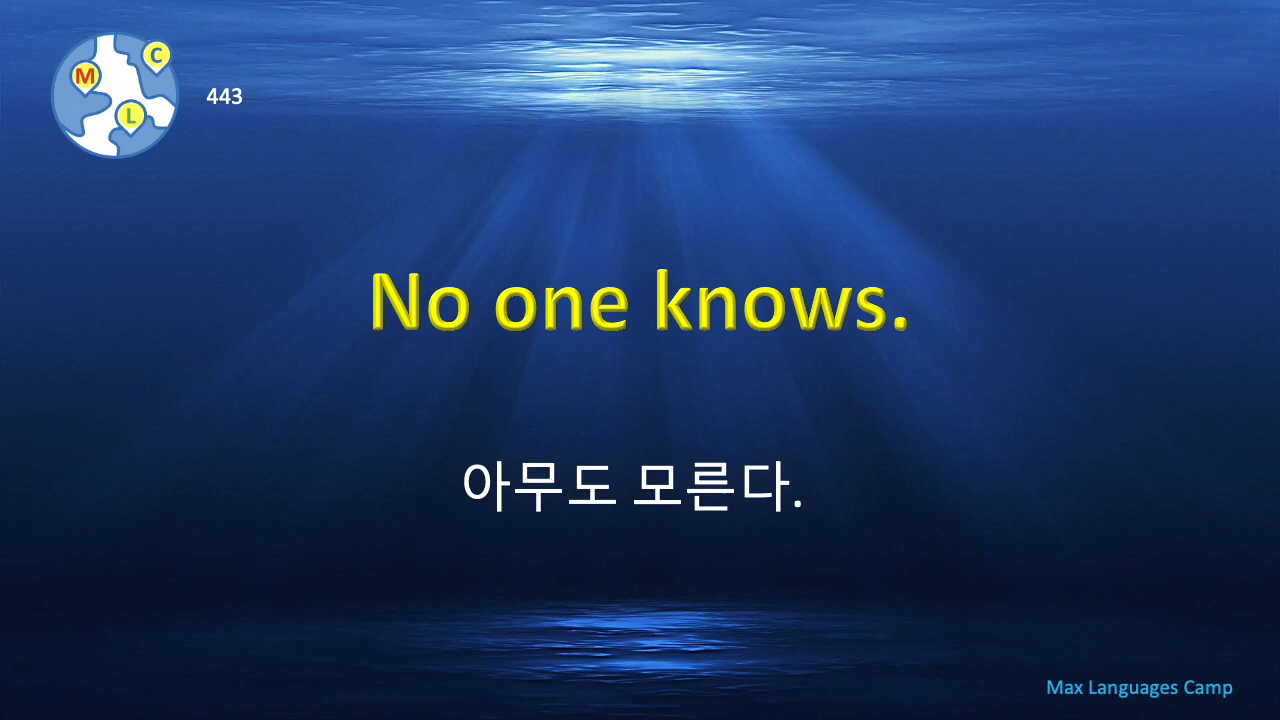 C
M
L
443
No one knows.
아무도 모른다.
Max Languages Camp